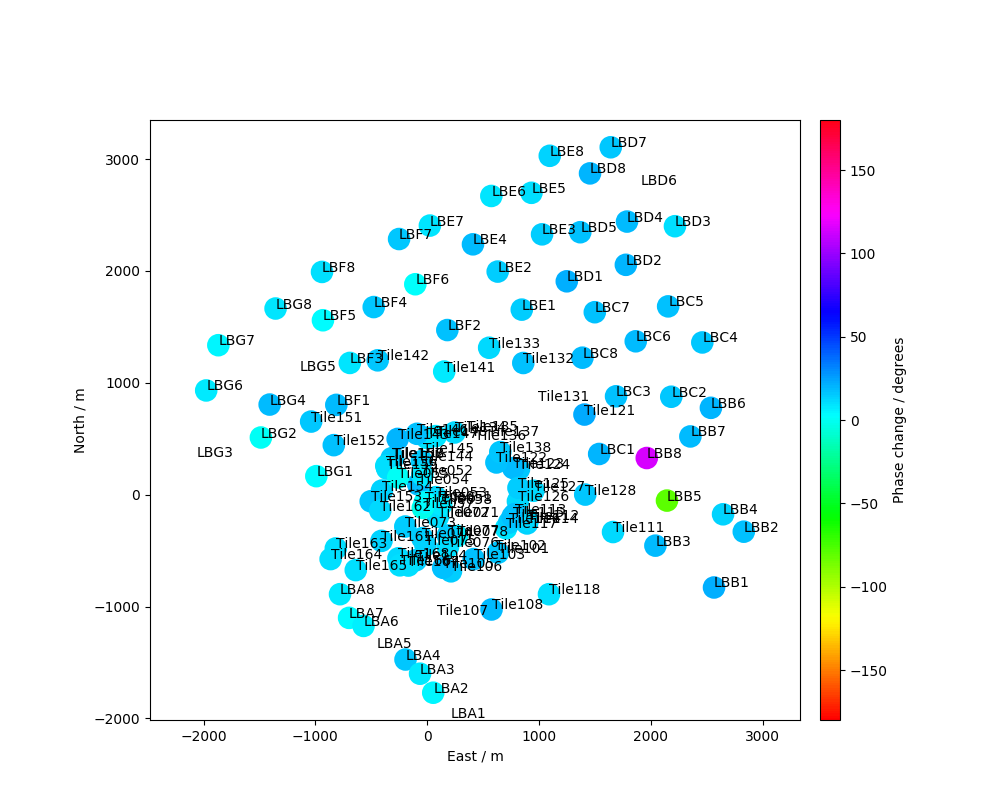 LBD7
LBE8
LBD8
LBD6
LBE6
LBE5
LBE7
LBD4
LBD3
LBF7
LBE4
LBE3
LBD5
LBF8
LBF6
LBE2
LBD1
LBD2
LBG8
LBF4
LBE1
LBC7
LBC5
LBF5
LBF2
LBG7
Tile133
LBC6
LBC4
LBG5
LBF3
Tile142
Tile141
Tile132
LBC8
LBG6
LBG4
LBF1
Tile131
LBC3
LBC2
LBB6
Tile151
Tile121
LBG2
Tile152
Tile136
LBB7
LBG3
Tile138
LBC1
LBB8
LBG1
Tile122
Tile145
Tile144
Tile052
Tile054
Tile154
Tile125
Tile127
Tile128
LBB5
Tile153
Tile126
Tile162
LBB4
Tile073
Tile117
Tile111
LBB2
Tile163
Tile161
Tile102
Tile101
LBB3
Tile164
Tile103
Tile165
Tile106
LBA8
Tile118
LBB1
LBA7
LBA6
Tile107
Tile108
LBA5
LBA4
LBA3
LBA2
LBA1
3000
2000
1000
0
−1000
−2000
North / m
−2000
−1000
0
1000
2000
3000
East / m
150
100
50
0
−50
−100
−150
Phase change / degrees